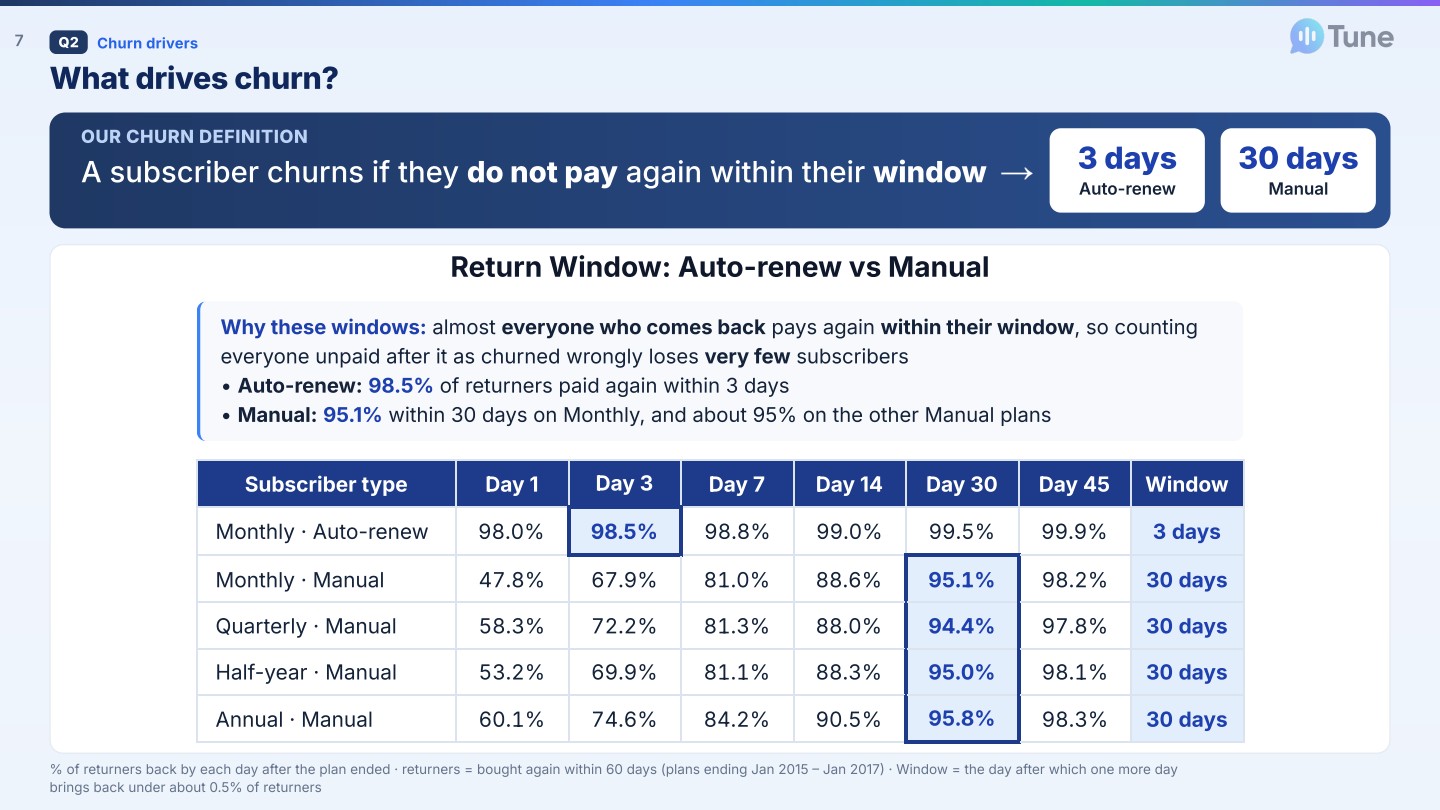 7
Q2 Churn drivers
Tune
What drives churn?
OUR CHURN DEFINITION
A subscriber churns if they do not pay again within their window →
3 days
Auto-renew
30 days
Manual
Return Window: Auto-renew vs Manual
Why these windows: almost everyone who comes back pays again within their window, so counting
everyone unpaid after it as churned wrongly loses very few subscribers
• Auto-renew: 98.5% of returners paid again within 3 days
• Manual: 95.1% within 30 days on Monthly, and about 95% on the other Manual plans
Subscriber type Day 1 Day 3 Day 7 Day 14 Day 30 Day 45 Window
Monthly · Auto-renew 98.0% 98.5% 98.8% 99.0% 99.5% 99.9% 3 days
Monthly · Manual 47.8% 67.9% 81.0% 88.6% 95.1% 98.2% 30 days
Quarterly · Manual 58.3% 72.2% 81.3% 88.0% 94.4% 97.8% 30 days
Half-year · Manual 53.2% 69.9% 81.1% 88.3% 95.0% 98.1% 30 days
Annual · Manual 60.1% 74.6% 84.2% 90.5% 95.8% 98.3% 30 days
% of returners back by each day after the plan ended · returners = bought again within 60 days (plans ending Jan 2015 – Jan 2017) · Window = the day after which one more day
brings back under about 0.5% of returners